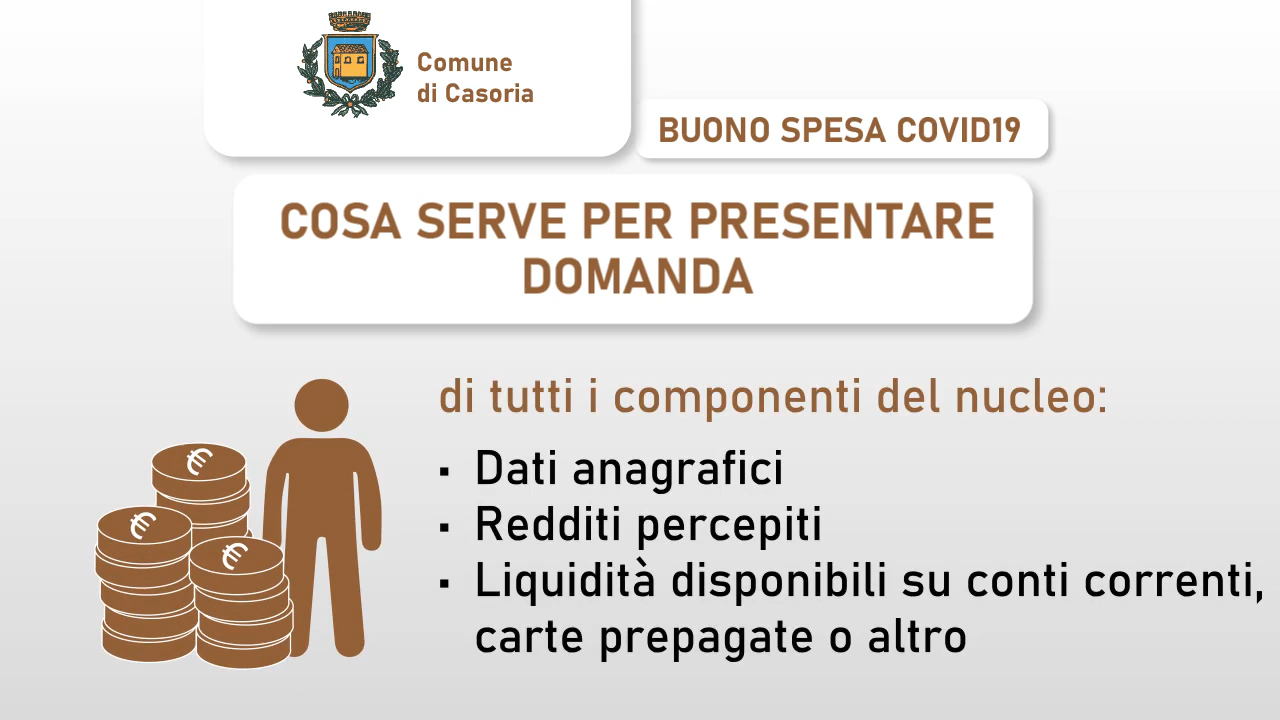 Comune
di Casoria
BUONO SPESA COVID19
COSA SERVE PER PRESENTARE
DOMANDA
di tutti i componenti del nucleo:
▪ Dati anagrafici
▪ Redditi percepiti
▪ Liquidità disponibili su conti correnti,
carte prepagate o altro
€
€
€